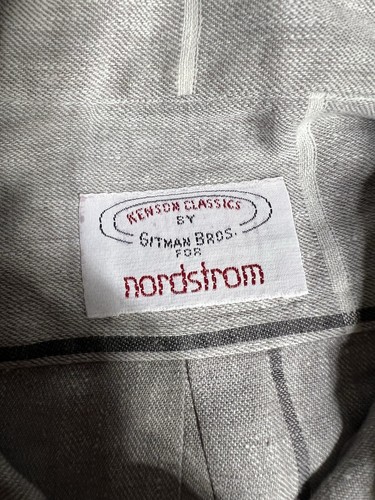 KENSON CLASSICS
BY
GITMAN BROS.
FOR
nordstrom